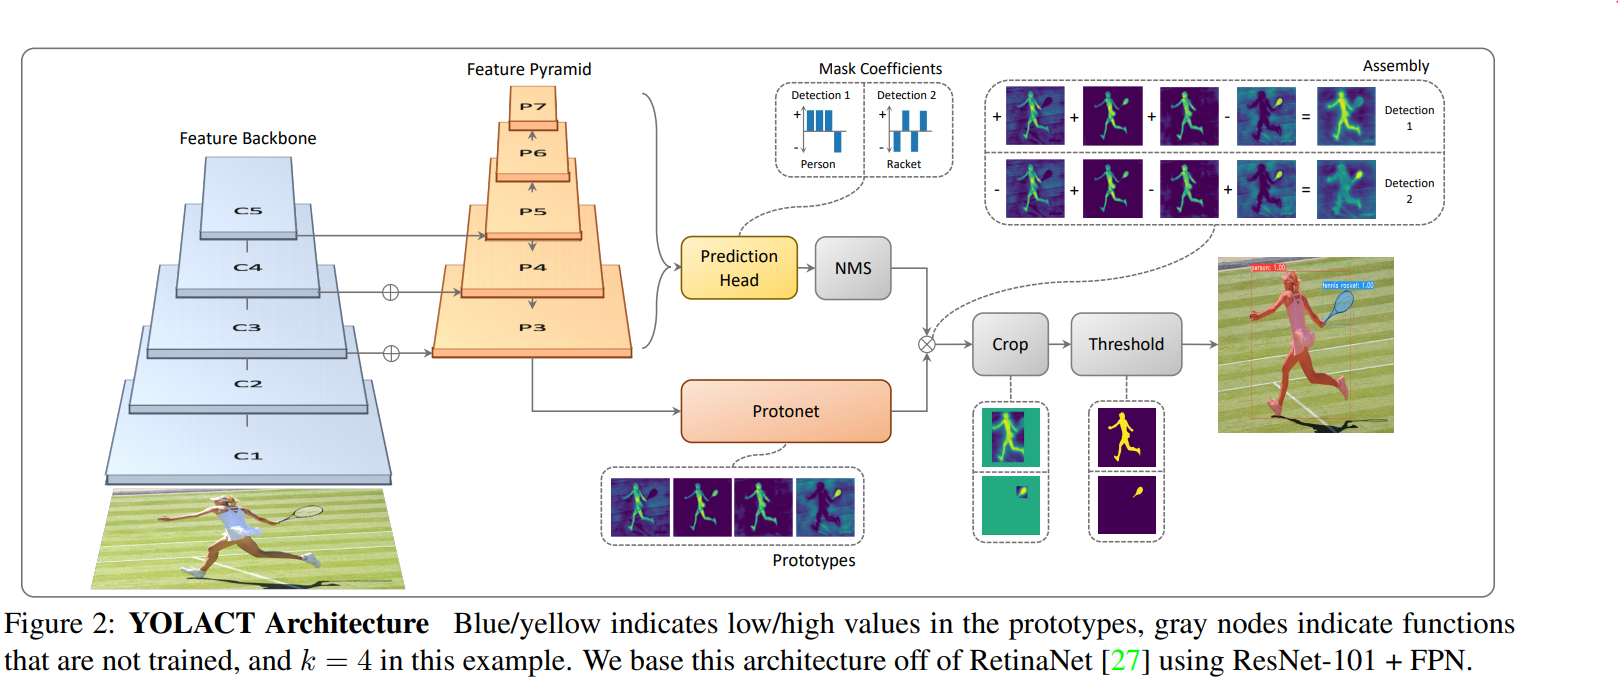 Feature Backbone
C5
C4
C3
C2
C1
Feature Pyramid
P7
P6
P5
P4
P3
Mask Coefficients
Detection 1
Detection 2
+
-
+
-
Person
Racket
Prediction
Head
NMS
Protonet
Prototypes
Assembly
+ + + - = Detection
1
- + - + = Detection
2
Crop
Threshold
person: 1.00
tennis racket: 1.00
Figure 2: YOLACT Architecture Blue/yellow indicates low/high values in the prototypes, gray nodes indicate functions
that are not trained, and k = 4 in this example. We base this architecture off of RetinaNet [27] using ResNet-101 + FPN.